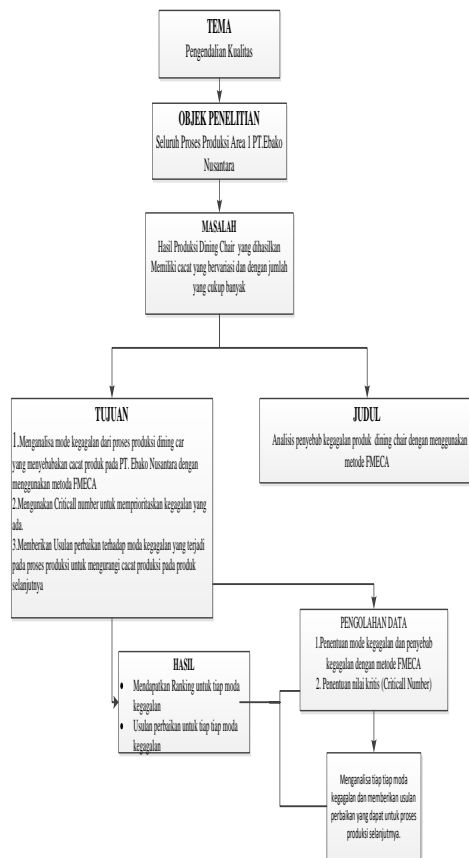 TEMA
Pengendalian Kualitas
OBJEK PENELITIAN
Seluruh Proses Produksi Area 1 PT.Ebako
Nusantara
MASALAH
Hasil Produksi Dining Chair yang dihasilkan
Memiliki cacat yang bervariasi dan dengan jumlah
yang cukup banyak
TUJUAN
1.Menganalisa mode kegagalan dari proses produksi dining car
yang menyebabakan cacat produk pada PT. Ebako Nusantara dengan
menggunakan metoda FMECA
2.Mengunakan Criticall number untuk memprioritaskan kegagalan yang
ada.
3.Memberikan Usulan perbaikan terhadap moda kegagalan yang terjadi
pada proses produksi untuk mengurangi cacat produksi pada produk
selanjutnya
JUDUL
Analisis penyebab kegagalan produk dining chair dengan menggunakan
metode FMECA
PENGOLAHAN DATA
1.Penentuan mode kegagalan dan penyebab
kegagalan dengan metode FMECA
2. Penentuan nilai kritis (Criticall Number)
HASIL
• Mendapatkan Ranking untuk tiap moda
kegagalan
• Usulan perbaikan untuk tiap tiap moda
kegagalan
Menganalisa tiap tiap moda
kegagalan dan memberikan usulan
perbaikan yang dapat untuk proses
produksi selanjutnya.